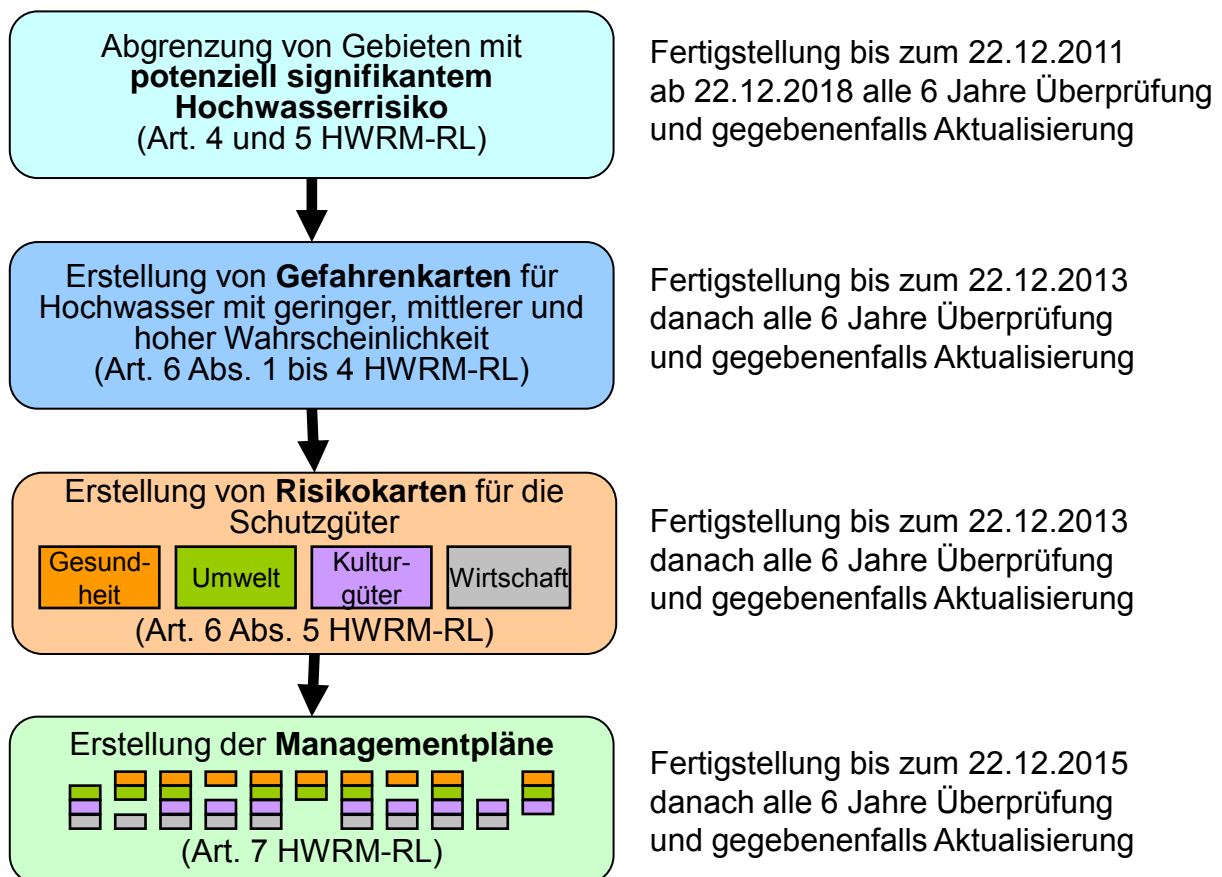 Abgrenzung von Gebieten mit
potenziell signifikantem
Hochwasserrisiko
(Art. 4 und 5 HWRM-RL)
Fertigstellung bis zum 22.12.2011
ab 22.12.2018 alle 6 Jahre Überprüfung
und gegebenenfalls Aktualisierung
Erstellung von Gefahrenkarten für
Hochwasser mit geringer, mittlerer und
hoher Wahrscheinlichkeit
(Art. 6 Abs. 1 bis 4 HWRM-RL)
Fertigstellung bis zum 22.12.2013
danach alle 6 Jahre Überprüfung
und gegebenenfalls Aktualisierung
Erstellung von Risikokarten für die
Schutzgüter
Gesund-
heit
Umwelt
Kultur-
güter
Wirtschaft
(Art. 6 Abs. 5 HWRM-RL)
Fertigstellung bis zum 22.12.2013
danach alle 6 Jahre Überprüfung
und gegebenenfalls Aktualisierung
Erstellung der Managementpläne
(Art. 7 HWRM-RL)
Fertigstellung bis zum 22.12.2015
danach alle 6 Jahre Überprüfung
und gegebenenfalls Aktualisierung